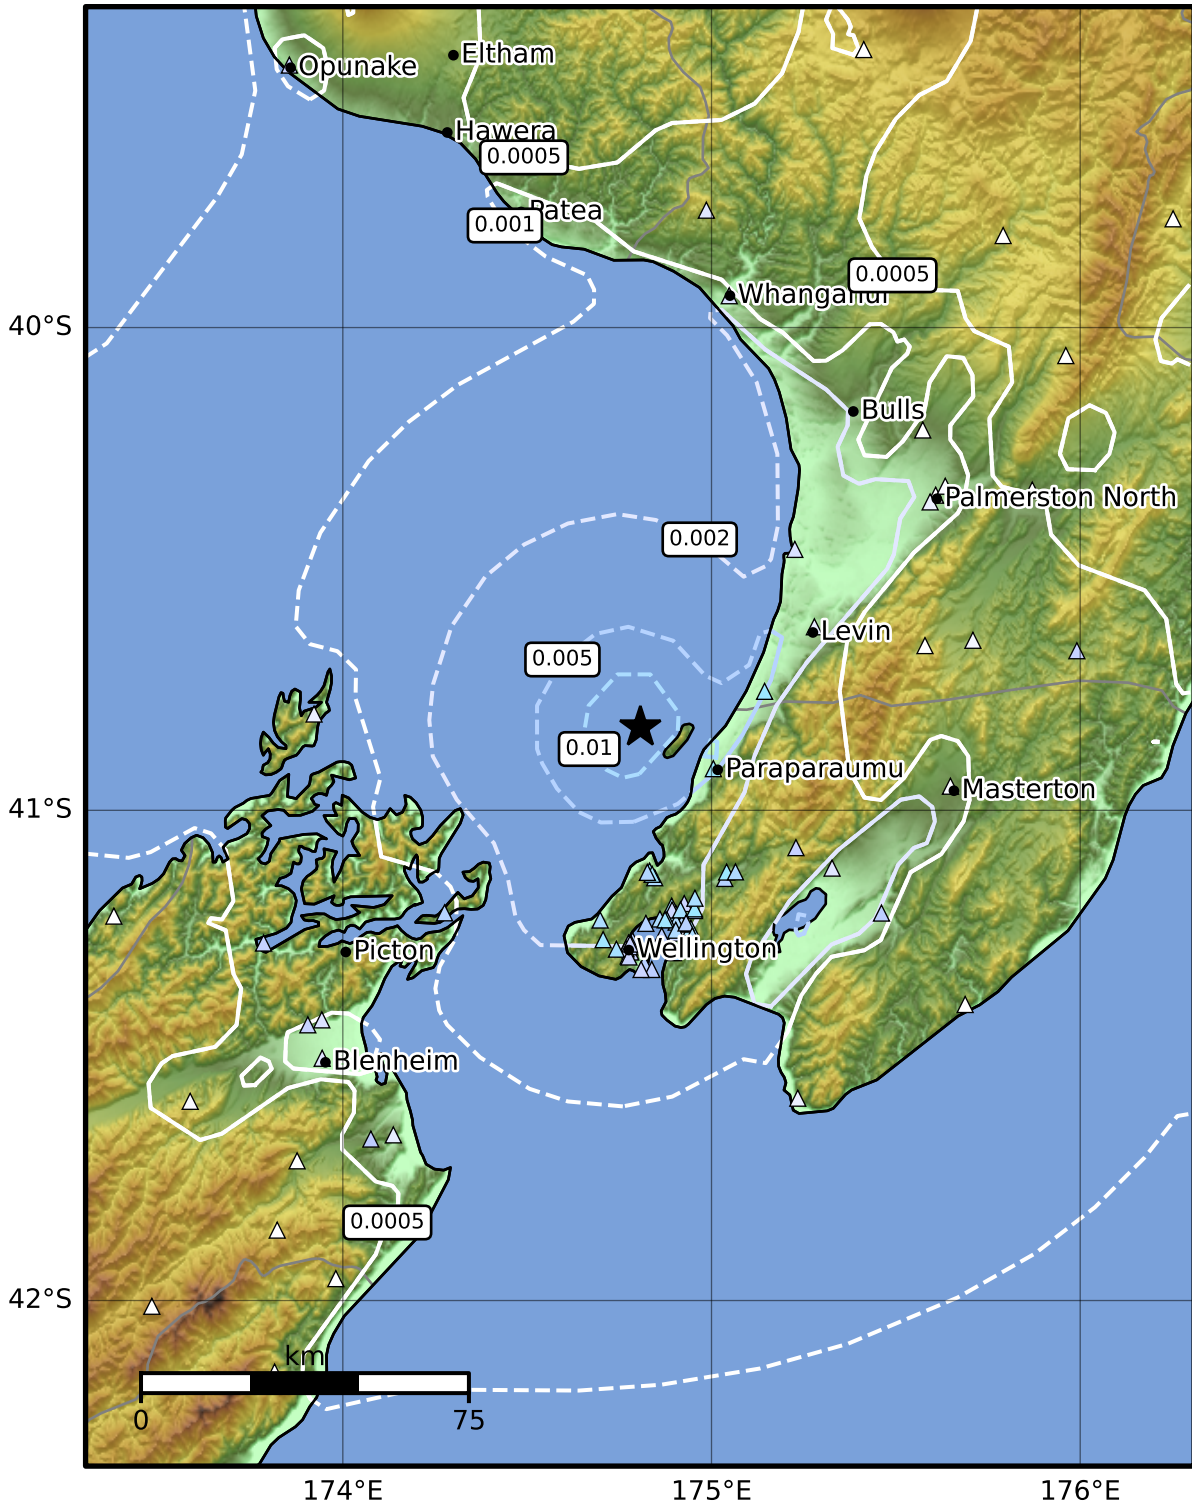 Eltham
Opunake
Hawera
0.0005
Patea
0.001
0.0005
Whanganui
40°S
Bulls
Palmerston North
0.002
Levin
0.005
0.01
Paraparaumu
Masterton
41°S
Wellington
Picton
Blenheim
0.0005
42°S
km
0
75
174°E
175°E
176°E